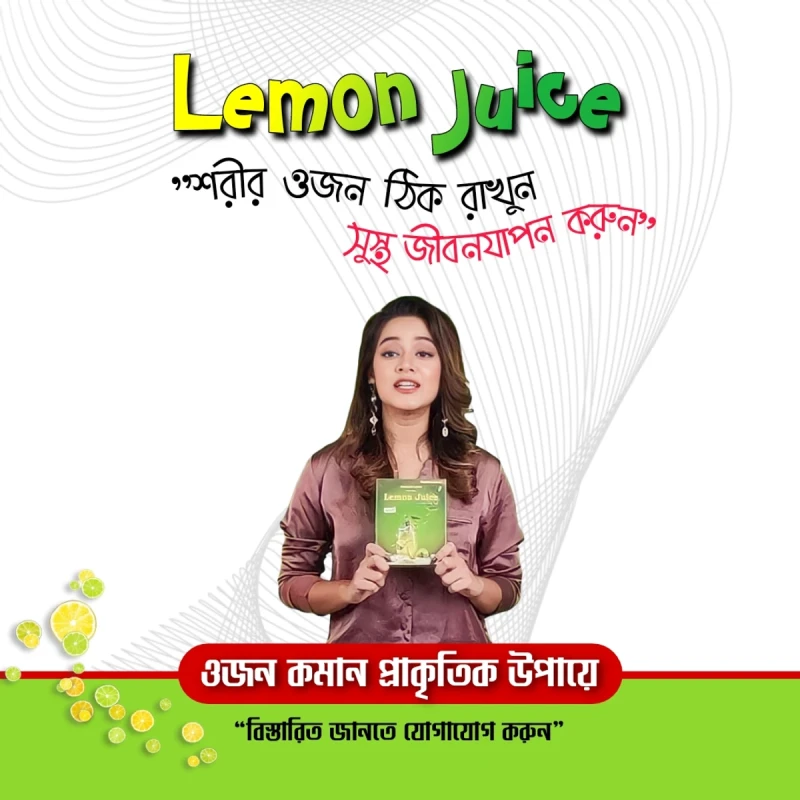 Lemon Juice
"শরীর ওজন ঠিক রাখুন
সুস্থ জীবনযাপন করুন"
Lemon Juice
ওজন কমান প্রাকৃতিক উপায়ে
"বিস্তারিত জানতে যোগাযোগ করুন"